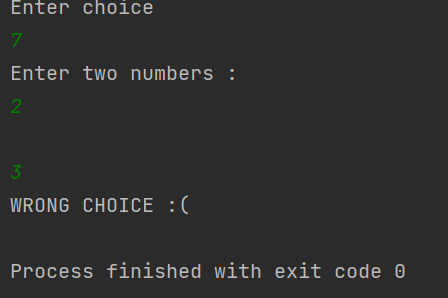 Enter choice
7
Enter two numbers :
2
3
WRONG CHOICE :(
Process finished with exit code 0